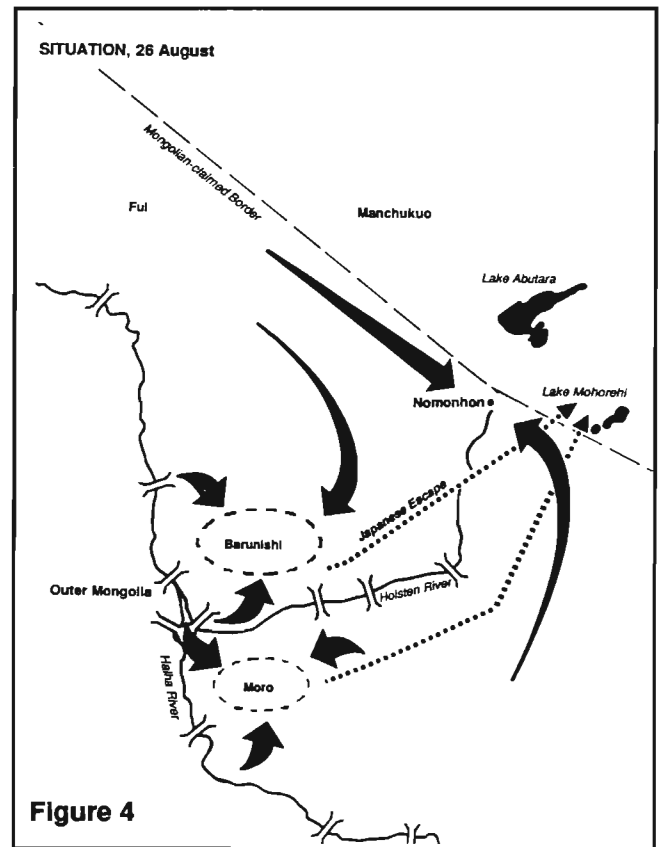 SITUATION, 26 August
Mongolian-claimed Border
Ful
Manchukuo
Lake Abutara
Lake Mohorehi
Nomonhon
Japanese Escape
Barunishi
Outer Mongolia
Holsten River
Halha River
Moro
Figure 4